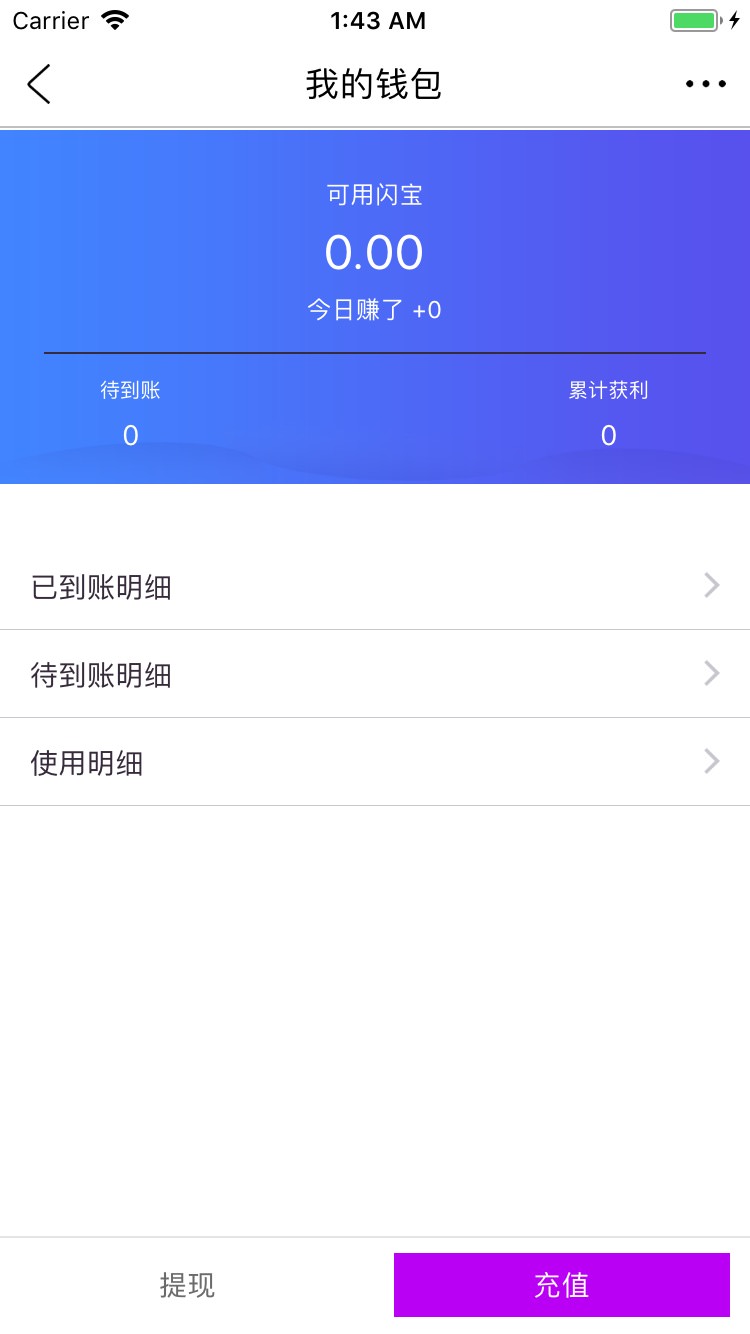 Carrier 1:43 AM
我的钱包
可用闪宝
0.00
今日赚了 +0
待到账 累计获利
0 0
已到账明细
待到账明细
使用明细
提现 充值